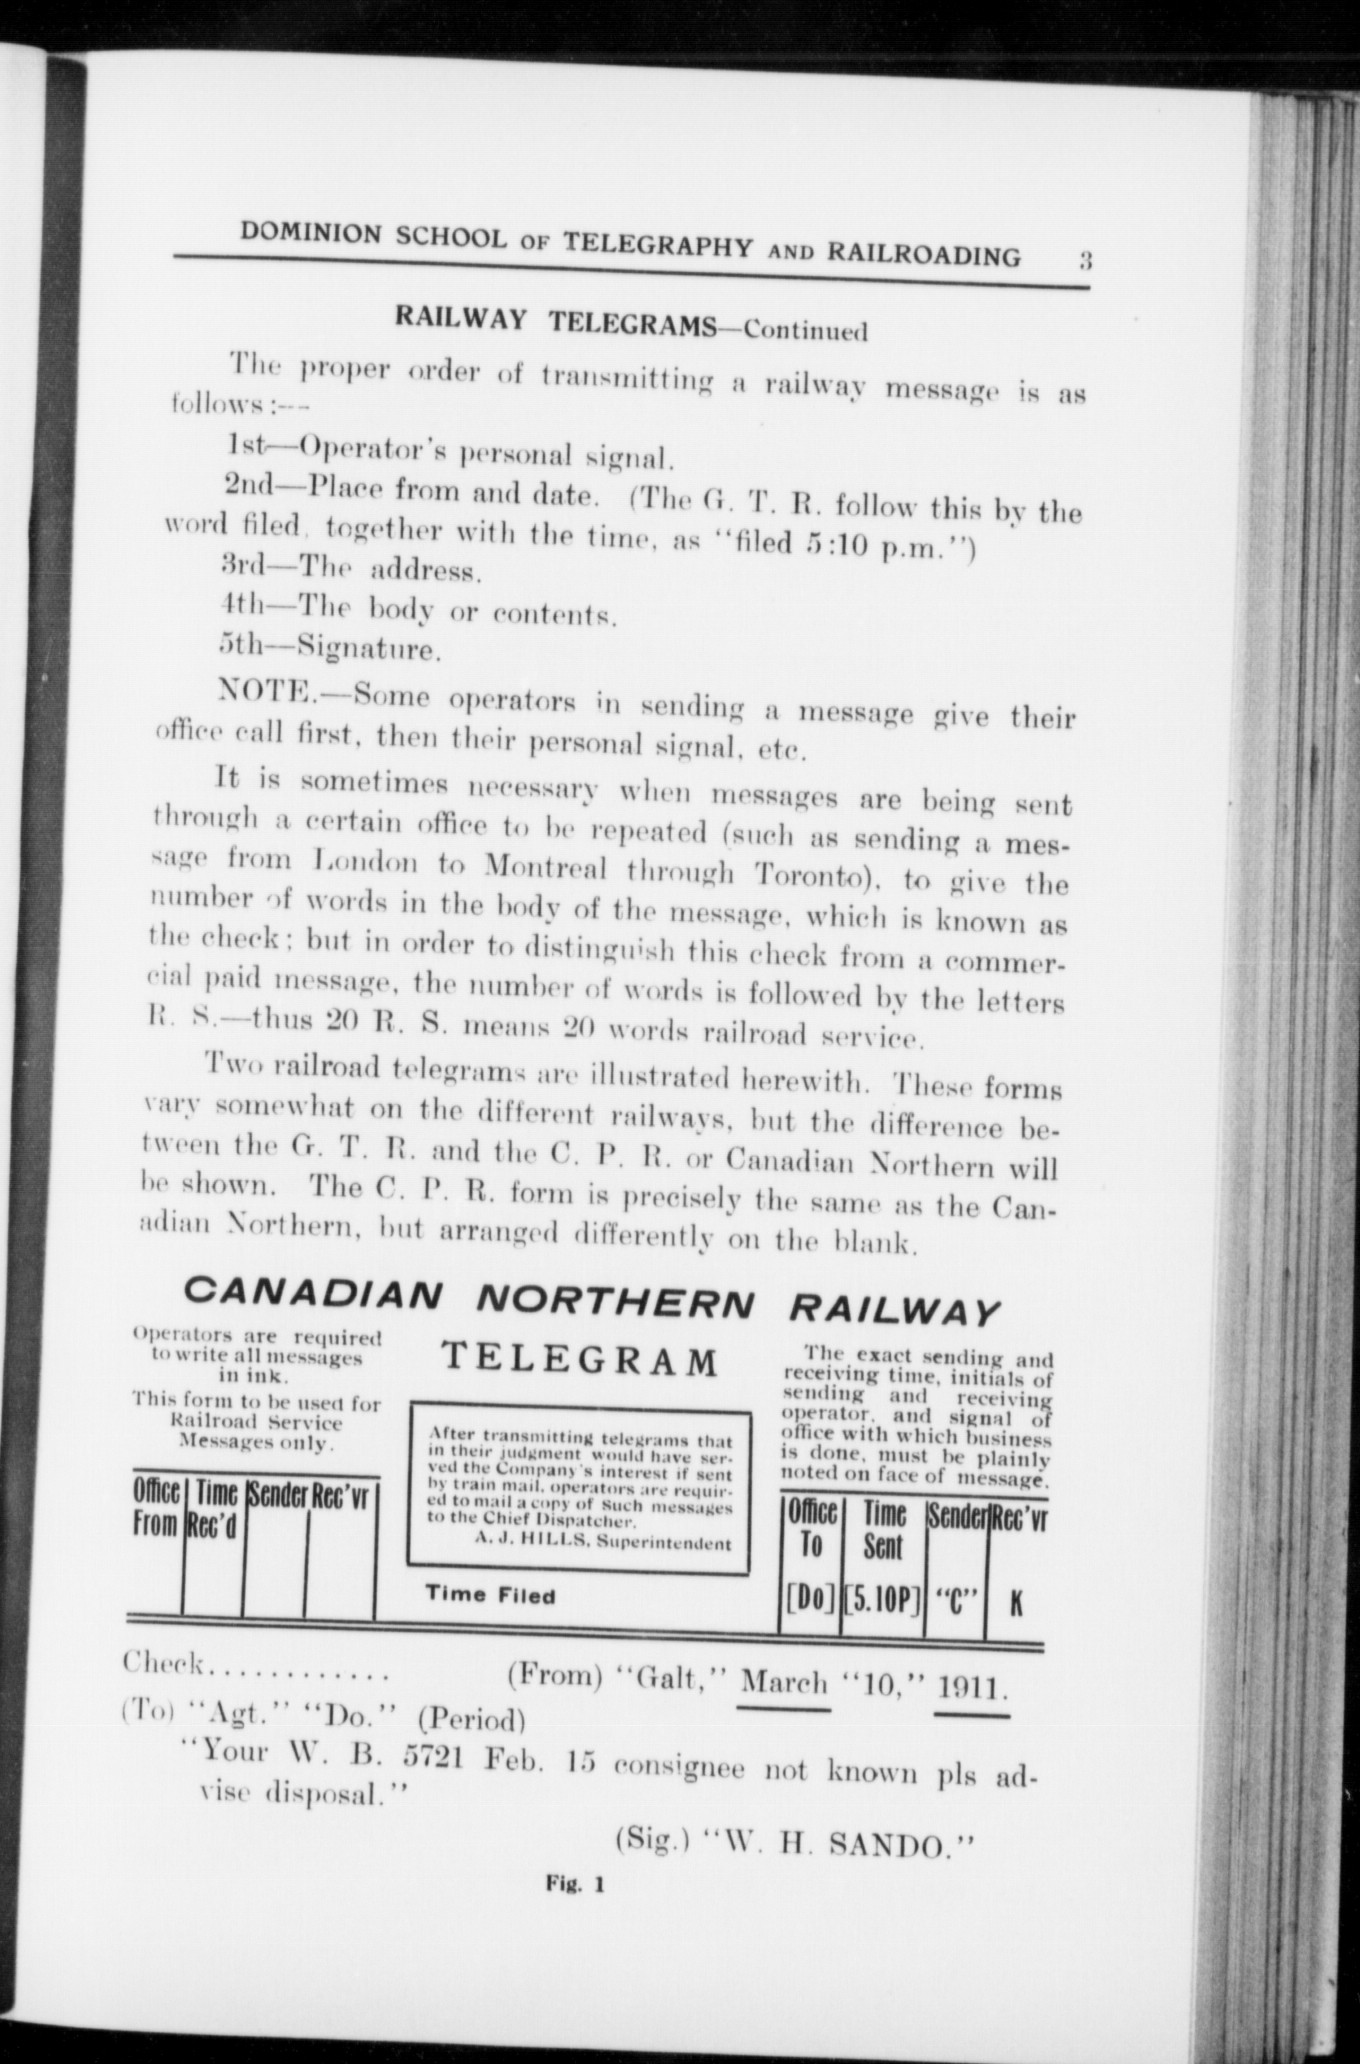 DOMINION SCHOOL OF TELEGRAPHY AND RAILROADING 3
RAILWAY TELEGRAMS—Continued
The proper order of transmitting a railway message is as
follows:--
1st—Operator's personal signal.
2nd—Place from and date. (The G. T. R. follow this by the
word filed, together with the time, as "filed 5:10 p.m.")
3rd—The address.
4th—The body or contents.
5th—Signature.
NOTE.—Some operators in sending a message give their
office call first, then their personal signal, etc.
It is sometimes necessary when messages are being sent
through a certain office to be repeated (such as sending a mes-
sage from London to Montreal through Toronto), to give the
number of words in the body of the message, which is known as
the check; but in order to distinguish this check from a commer-
cial paid message, the number of words is followed by the letters
R. S.—thus 20 R. S. means 20 words railroad service.
Two railroad telegrams are illustrated herewith. These forms
vary somewhat on the different railways, but the difference be-
tween the G. T. R. and the C. P. R. or Canadian Northern will
be shown. The C. P. R. form is precisely the same as the Can-
adian Northern, but arranged differently on the blank.
CANADIAN NORTHERN RAILWAY
Operators are required
to write all messages
in ink.
This form to be used for
Railroad Service
Messages only.
Office Time Sender Rec'vr
From Rec'd
TELEGRAM
After transmitting telegrams that
in their judgment would have ser-
ved the Company's interest if sent
by train mail, operators are requir-
ed to mail a copy of such messages
to the Chief Dispatcher.
A. J. HILLS, Superintendent
Time Filed
The exact sending and
receiving time, initials of
sending and receiving
operator, and signal of
office with which business
is done, must be plainly
noted on face of message.
Office Time Sender Rec'vr
To Sent
[Do] [5.10P] "C" K
Check............ (From) "Galt," March "10," 1911.
(To) "Agt." "Do." (Period)
"Your W. B. 5721 Feb. 15 consignee not known pls ad-
vise disposal."
(Sig.) "W. H. SANDO."
Fig. 1